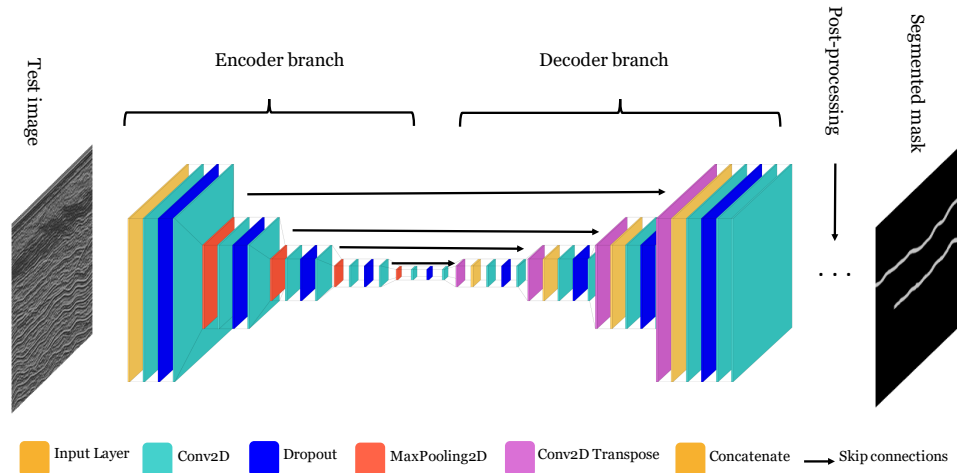 Encoder branch
Decoder branch
Test image
Post-processing
Segmented mask
. . .
Input Layer
Conv2D
Dropout
MaxPooling2D
Conv2D Transpose
Concatenate
Skip connections